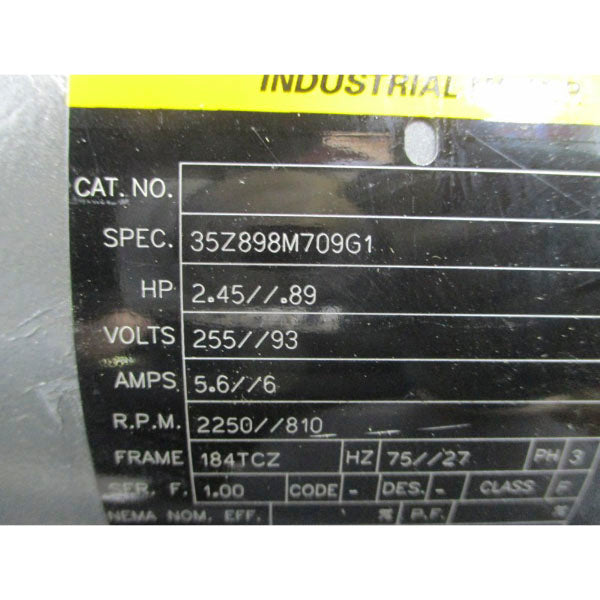 INDUSTRIAL
CAT. NO.
SPEC. 35Z898M709G1
HP 2.45//.89
VOLTS 255//93
AMPS 5.6//6
R.P.M. 2250//810
FRAME 184TCZ HZ 75//27 PH 3
SER. F. 1.00 CODE - DES. - CLASS F
NEMA NOM. EFF. % P.F. %